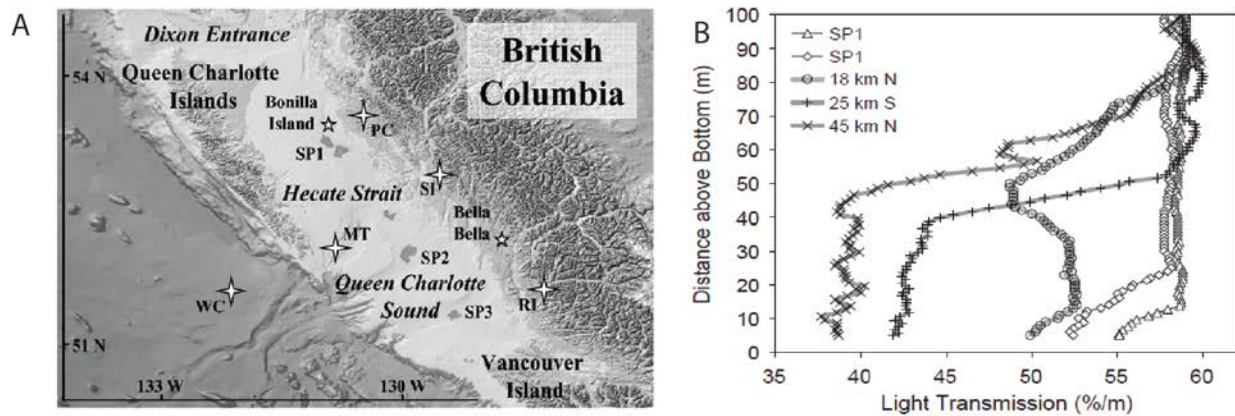 A
Dixon Entrance
British
Columbia
54 N
Queen Charlotte
Islands
Bonilla
Island
PC
SP1
Hecate Strait
SI
Bella
Bella
MT
SP2
Queen Charlotte
Sound
WC
RI
SP3
51 N
Vancouver
Island
133 W
130 W
B
Distance above Bottom (m)
100
90
80
70
60
50
40
30
20
10
0
SP1
SP1
18 km N
25 km S
45 km N
35
40
45
50
55
60
Light Transmission (%/m)